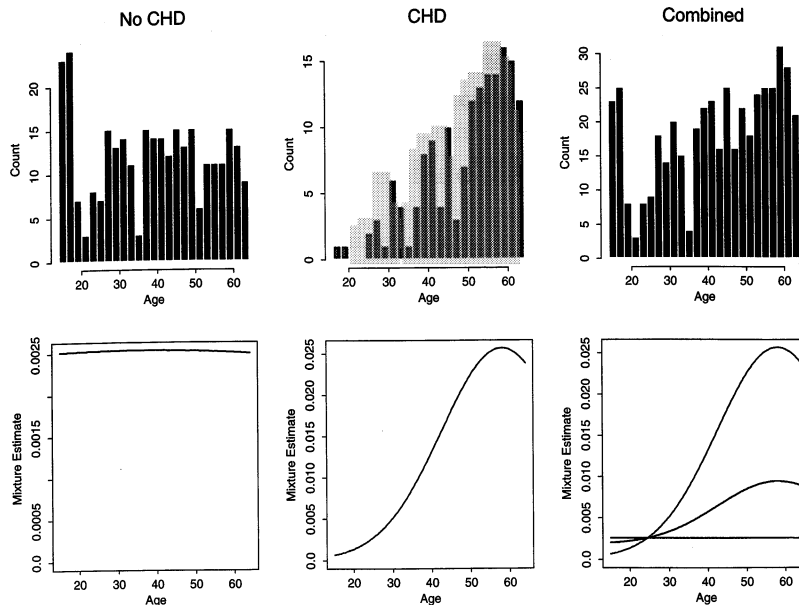 No CHD
CHD
Combined
Count
0 5 10 15 20
20 30 40 50 60
Age
Count
0 5 10 15
20 30 40 50 60
Age
Count
0 5 10 15 20 25 30
20 30 40 50 60
Age
Mixture Estimate
0.0 0.0005 0.0015 0.0025
20 30 40 50 60
Age
Mixture Estimate
0.0 0.005 0.010 0.015 0.020 0.025
20 30 40 50 60
Age
Mixture Estimate
0.0 0.005 0.010 0.015 0.020 0.025
20 30 40 50 60
Age